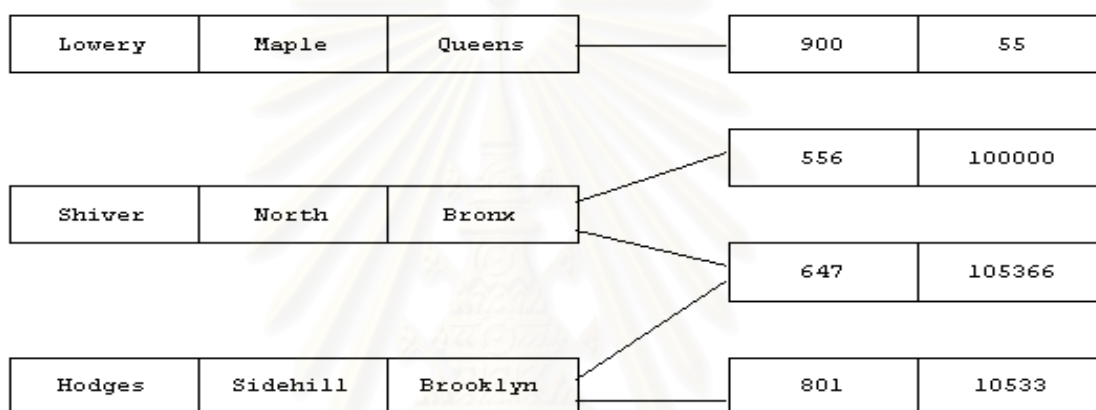 Lowery Maple Queens 900 55
556 100000
Shiver North Bronx
647 105366
Hodges Sidehill Brooklyn 801 10533